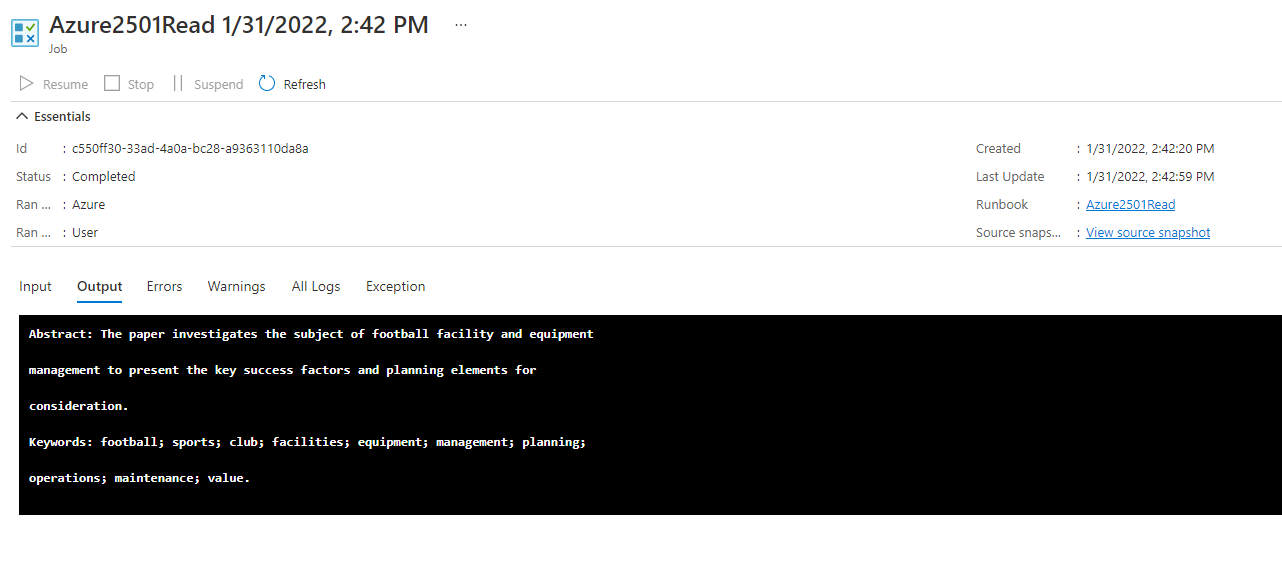 Azure2501Read 1/31/2022, 2:42 PM ...
Job
Resume Stop Suspend Refresh
Essentials
Id : c550ff30-33ad-4a0a-bc28-a9363110da8a
Created : 1/31/2022, 2:42:20 PM
Status : Completed
Last Update : 1/31/2022, 2:42:59 PM
Ran ... : Azure
Runbook : Azure2501Read
Ran ... : User
Source snaps... : View source snapshot
Input Output Errors Warnings All Logs Exception
Abstract: The paper investigates the subject of football facility and equipment
management to present the key success factors and planning elements for
consideration.
Keywords: football; sports; club; facilities; equipment; management; planning;
operations; maintenance; value.